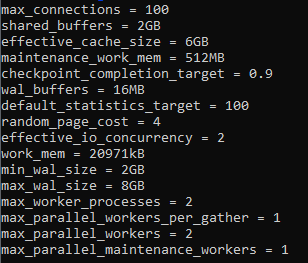 max_connections = 100
shared_buffers = 2GB
effective_cache_size = 6GB
maintenance_work_mem = 512MB
checkpoint_completion_target = 0.9
wal_buffers = 16MB
default_statistics_target = 100
random_page_cost = 4
effective_io_concurrency = 2
work_mem = 20971kB
min_wal_size = 2GB
max_wal_size = 8GB
max_worker_processes = 2
max_parallel_workers_per_gather = 1
max_parallel_workers = 2
max_parallel_maintenance_workers = 1